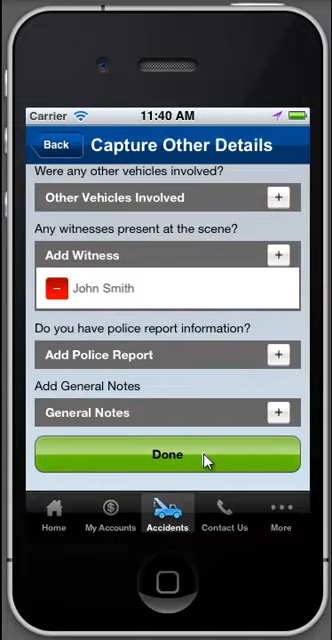 Carrier 11:40 AM
Back Capture Other Details
Were any other vehicles involved?
Other Vehicles Involved +
Any witnesses present at the scene?
Add Witness +
− John Smith
Do you have police report information?
Add Police Report +
Add General Notes
General Notes +
Done
Home My Accounts Accidents Contact Us More